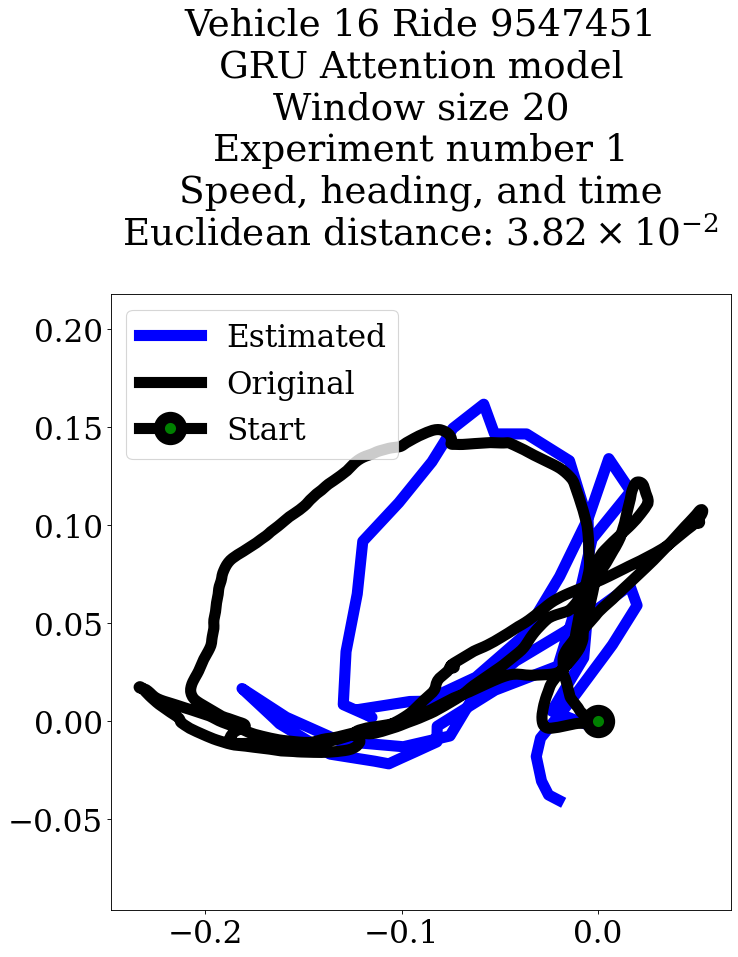 Vehicle 16 Ride 9547451
GRU Attention model
Window size 20
Experiment number 1
Speed, heading, and time
Euclidean distance: 3.82 × 10⁻²
Estimated
Original
Start
0.20
0.15
0.10
0.05
0.00
−0.05
−0.2
−0.1
0.0